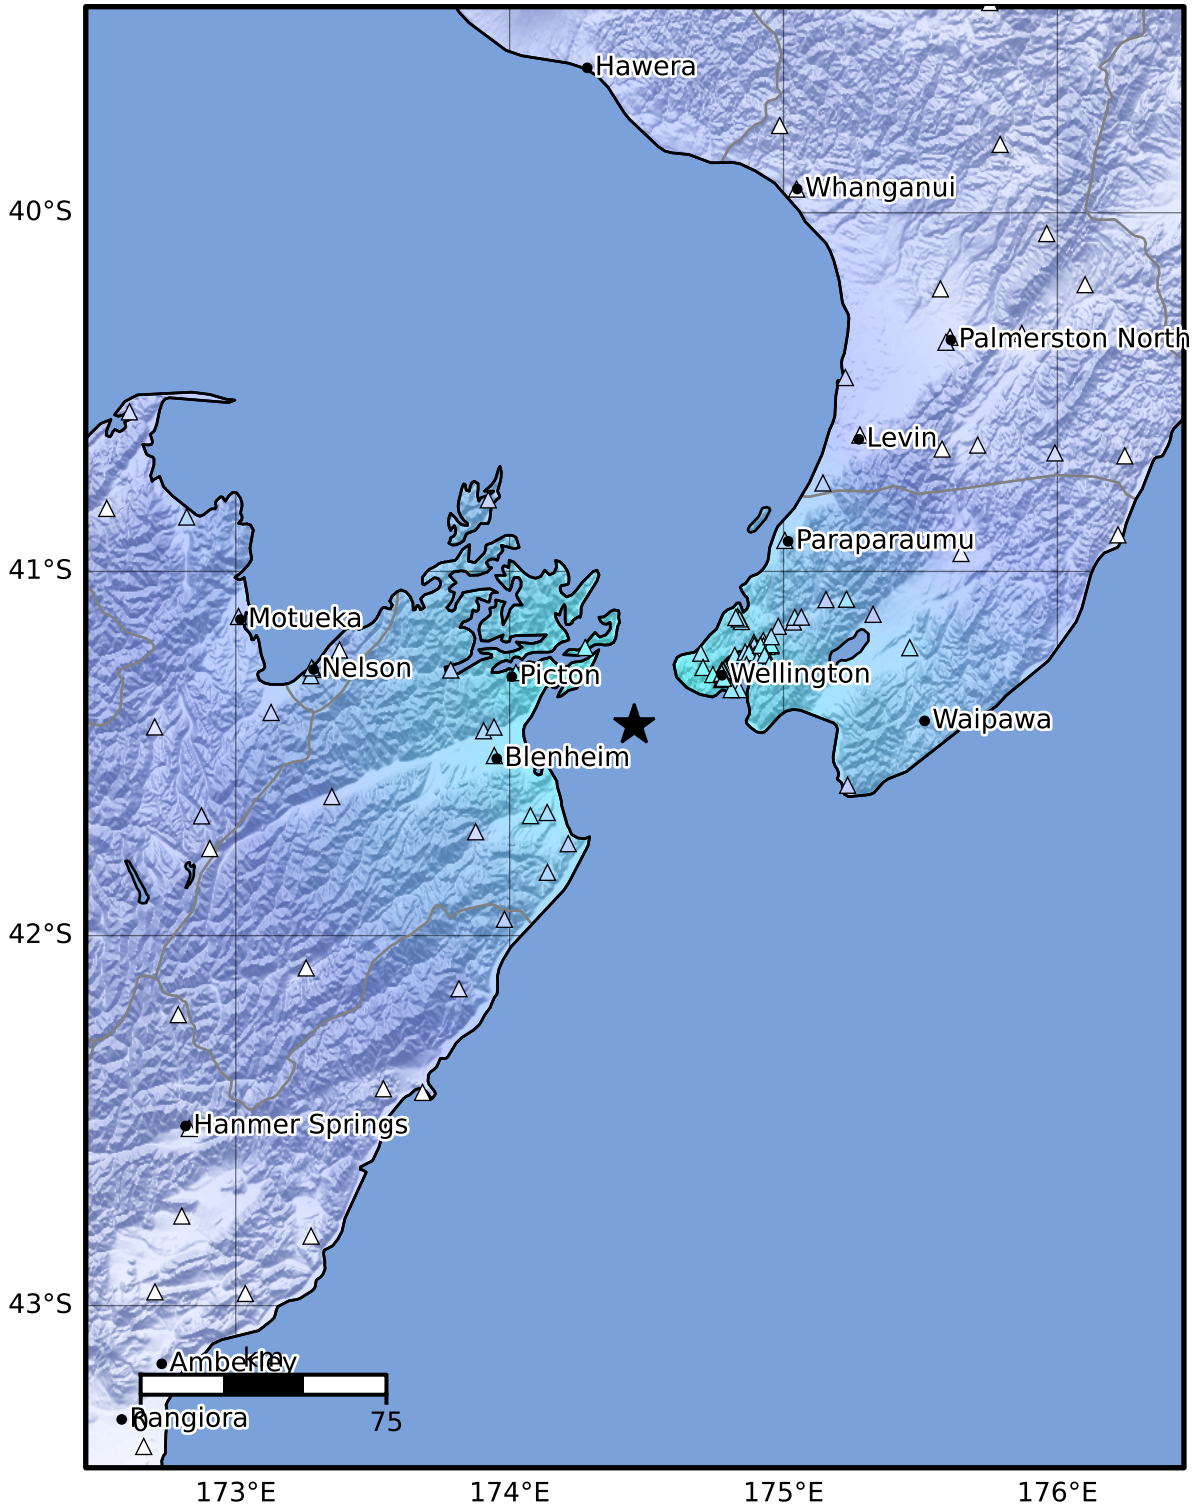 Hawera
Whanganui
40°S
Palmerston North
Levin
Paraparaumu
41°S
Motueka
Nelson
Picton
Wellington
Waipawa
Blenheim
42°S
Hanmer Springs
43°S
km
Amberley
0
75
Rangiora
173°E
174°E
175°E
176°E